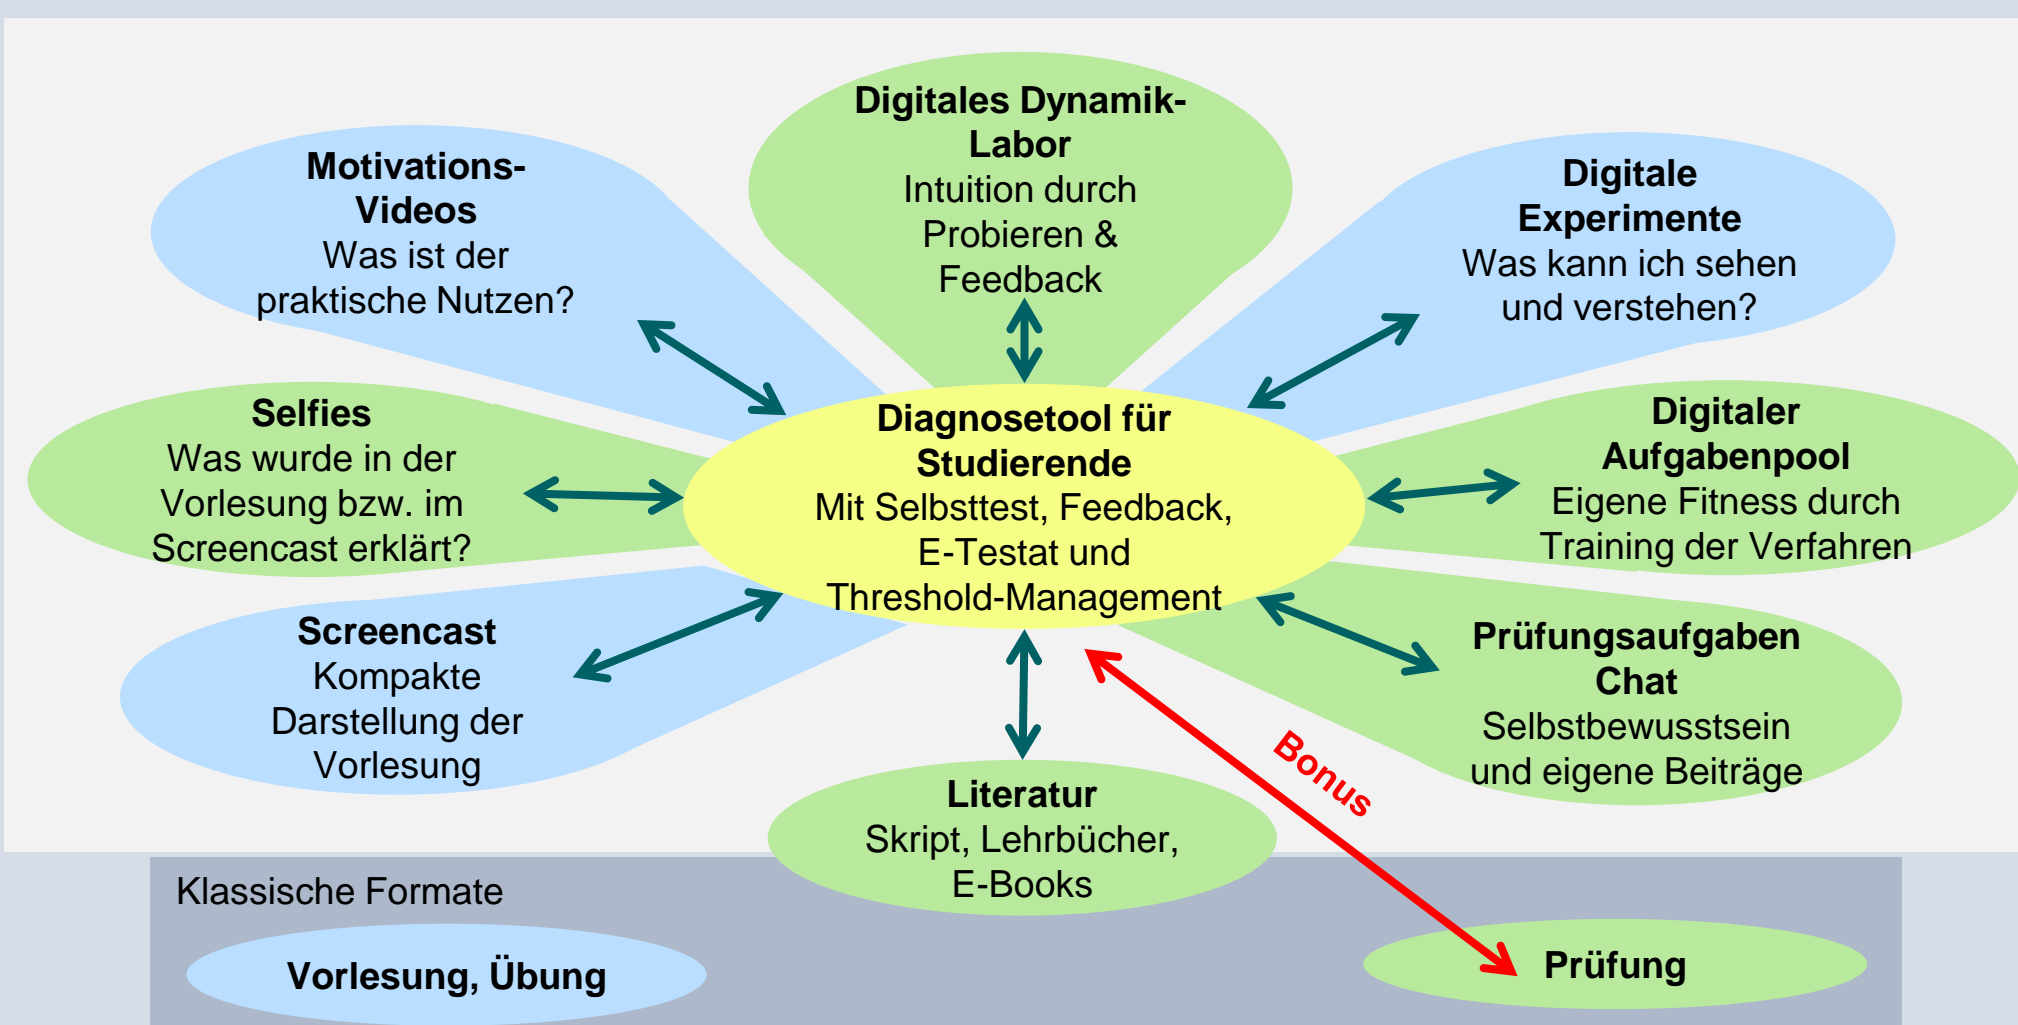 Digitales Dynamik-
Labor
Intuition durch
Probieren &
Feedback
Motivations-
Videos
Was ist der
praktische Nutzen?
Digitale
Experimente
Was kann ich sehen
und verstehen?
Selfies
Was wurde in der
Vorlesung bzw. im
Screencast erklärt?
Diagnosetool für
Studierende
Mit Selbsttest, Feedback,
E-Testat und
Threshold-Management
Digitaler
Aufgabenpool
Eigene Fitness durch
Training der Verfahren
Screencast
Kompakte
Darstellung der
Vorlesung
Prüfungsaufgaben
Chat
Selbstbewusstsein
und eigene Beiträge
Bonus
Literatur
Skript, Lehrbücher,
E-Books
Klassische Formate
Vorlesung, Übung
Prüfung